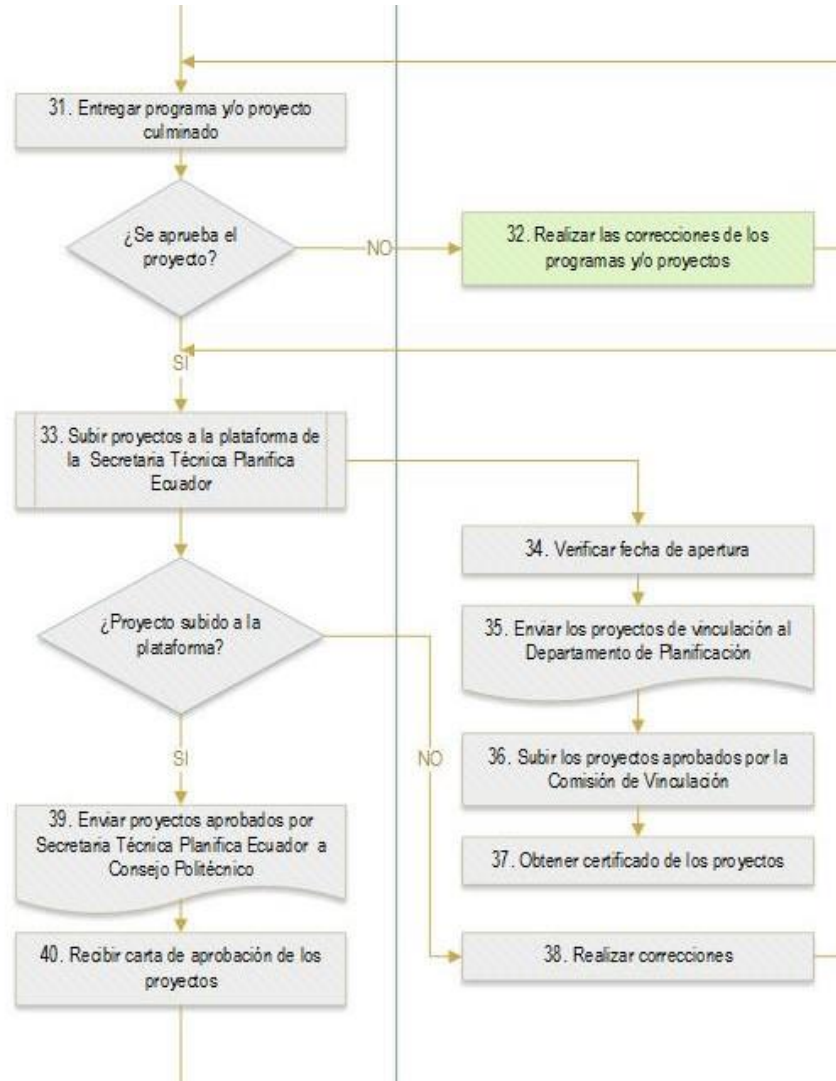 31. Entregar programa y/o proyecto
culminado
¿Se aprueba el
proyecto?
NO
32. Realizar las correcciones de los
programas y/o proyectos
SI
33. Subir proyectos a la plataforma de
la Secretaria Técnica Planifica
Ecuador
34. Verificar fecha de apertura
¿Proyecto subido a la
plataforma?
35. Enviar los proyectos de vinculación al
Departamento de Planificación
SI
NO
36. Subir los proyectos aprobados por la
Comisión de Vinculación
39. Enviar proyectos aprobados por
Secretaria Técnica Planifica Ecuador a
Consejo Politécnico
37. Obtener certificado de los proyectos
40. Recibir carta de aprobación de los
proyectos
38. Realizar correcciones